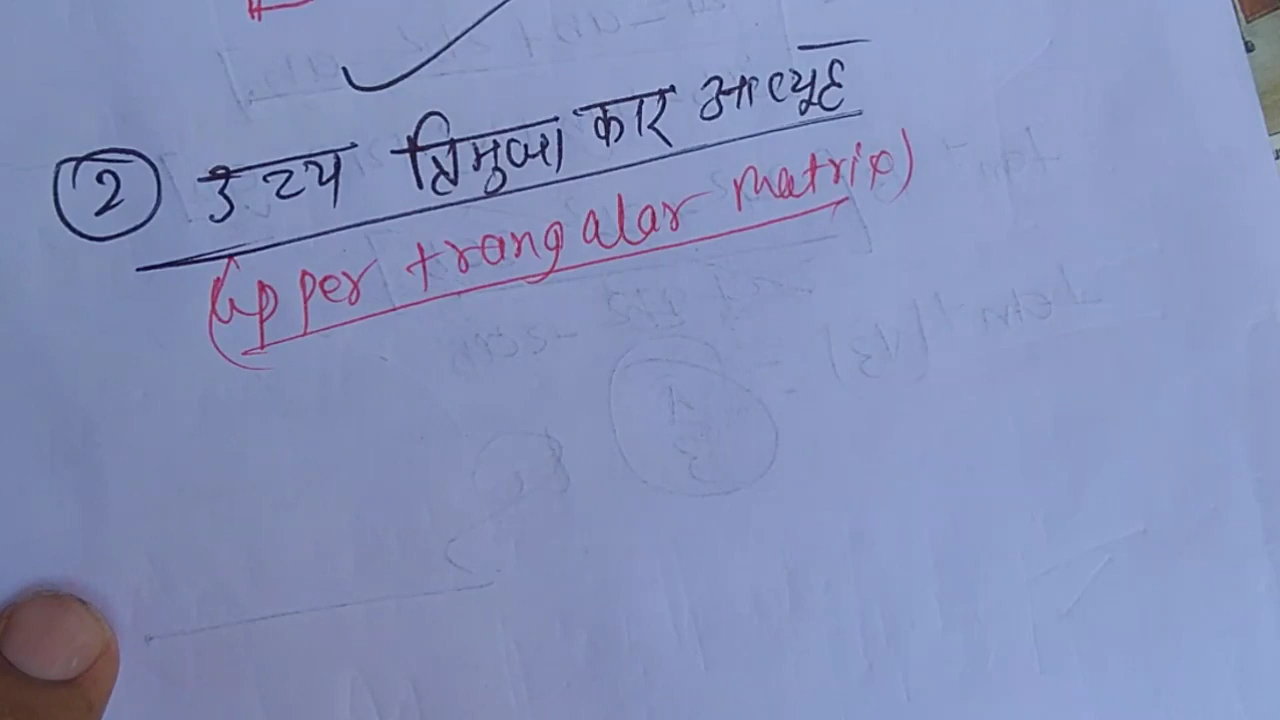 ② उच्य त्रिभुजा कार आव्यूह
(Upper trangalar matrix)